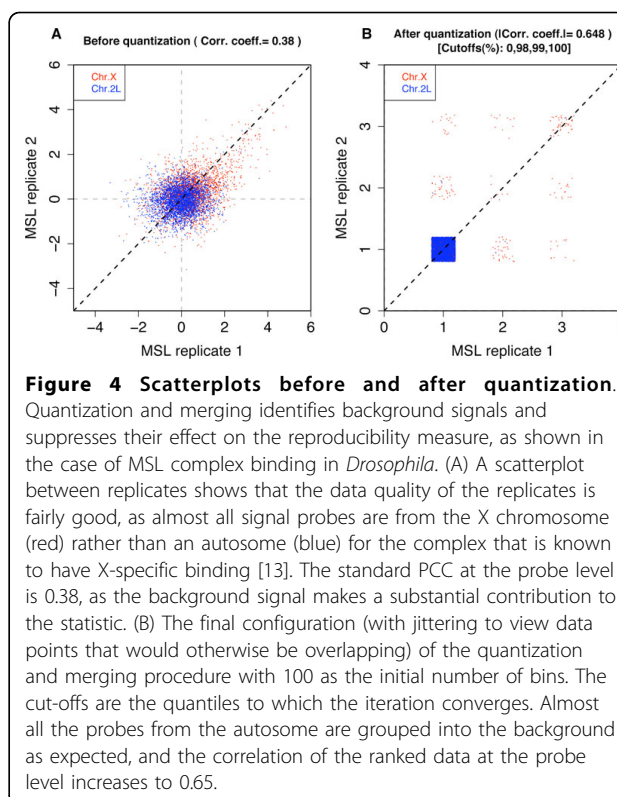 A
Before quantization ( Corr. coeff.= 0.38 )
Chr.X
Chr.2L
MSL replicate 2
6
4
2
0
−2
−4
−4 −2 0 2 4 6
MSL replicate 1
B
After quantization (|Corr. coeff.|= 0.648 )
[Cutoffs(%): 0,98,99,100]
Chr.X
Chr.2L
MSL replicate 2
4
3
2
1
0
0 1 2 3
MSL replicate 1
Figure 4 Scatterplots before and after quantization.
Quantization and merging identifies background signals and
suppresses their effect on the reproducibility measure, as shown in
the case of MSL complex binding in Drosophila. (A) A scatterplot
between replicates shows that the data quality of the replicates is
fairly good, as almost all signal probes are from the X chromosome
(red) rather than an autosome (blue) for the complex that is known
to have X-specific binding [13]. The standard PCC at the probe level
is 0.38, as the background signal makes a substantial contribution to
the statistic. (B) The final configuration (with jittering to view data
points that would otherwise be overlapping) of the quantization
and merging procedure with 100 as the initial number of bins. The
cut-offs are the quantiles to which the iteration converges. Almost
all the probes from the autosome are grouped into the background
as expected, and the correlation of the ranked data at the probe
level increases to 0.65.